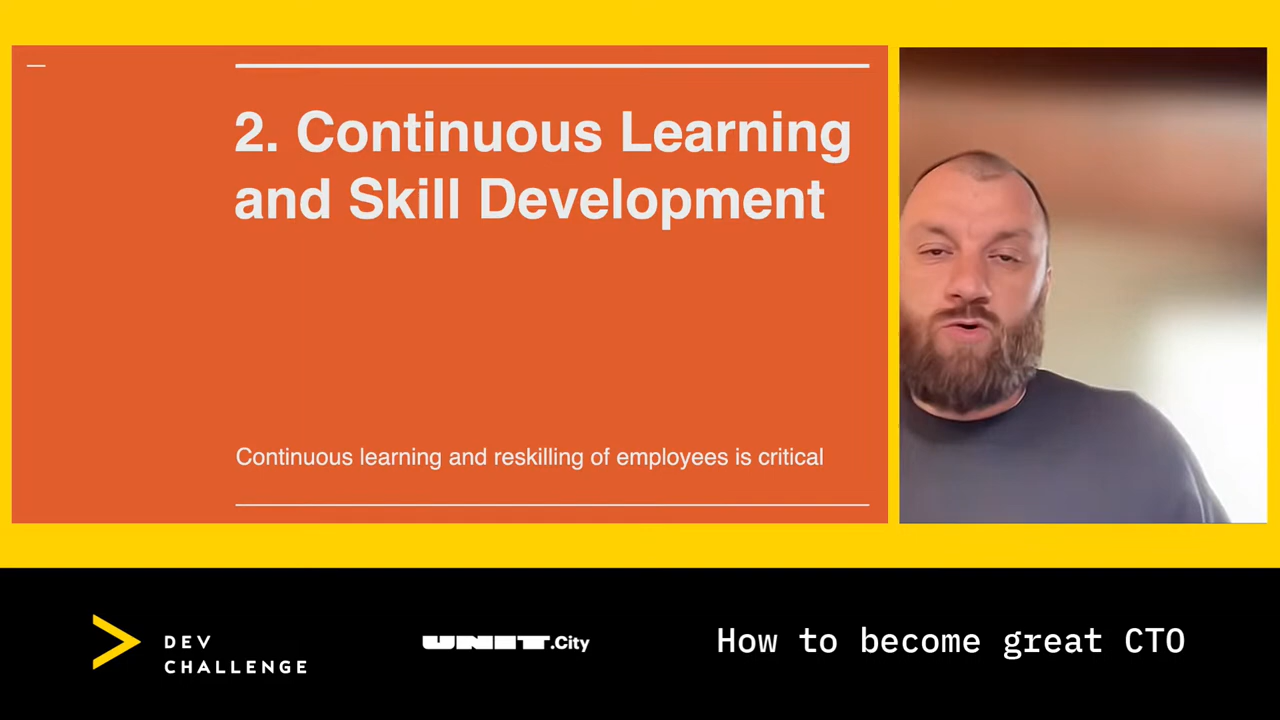 2. Continuous Learning
and Skill Development
Continuous learning and reskilling of employees is critical
DEV
CHALLENGE
UNIT.City
How to become great CTO